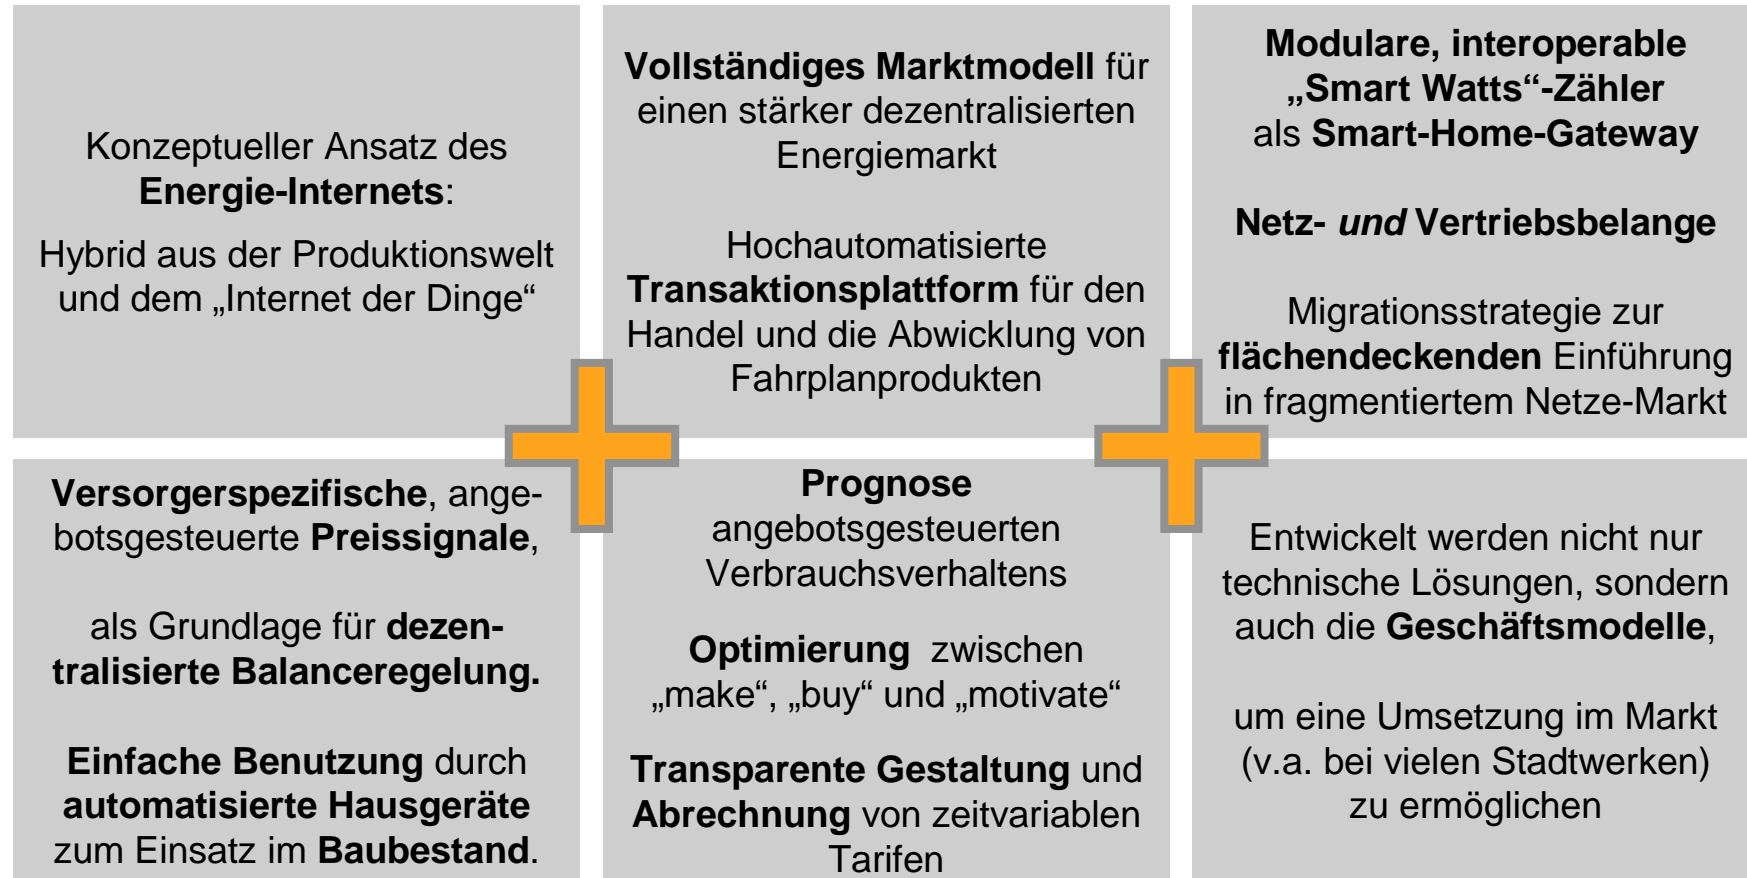 Konzeptueller Ansatz des
Energie-Internets:
Hybrid aus der Produktionswelt
und dem „Internet der Dinge“
Vollständiges Marktmodell für
einen stärker dezentralisierten
Energiemarkt
Hochautomatisierte
Transaktionsplattform für den
Handel und die Abwicklung von
Fahrplanprodukten
Modulare, interoperable
„Smart Watts“-Zähler
als Smart-Home-Gateway
Netz- und Vertriebsbelange
Migrationsstrategie zur
flächendeckenden Einführung
in fragmentiertem Netze-Markt
Versorgerspezifische, ange-
botsgesteuerte Preissignale,
als Grundlage für dezen-
tralisierte Balanceregelung.
Einfache Benutzung durch
automatisierte Hausgeräte
zum Einsatz im Baubestand.
Prognose
angebotsgesteuerten
Verbrauchsverhaltens
Optimierung zwischen
„make“, „buy“ und „motivate“
Transparente Gestaltung und
Abrechnung von zeitvariablen
Tarifen
Entwickelt werden nicht nur
technische Lösungen, sondern
auch die Geschäftsmodelle,
um eine Umsetzung im Markt
(v.a. bei vielen Stadtwerken)
zu ermöglichen